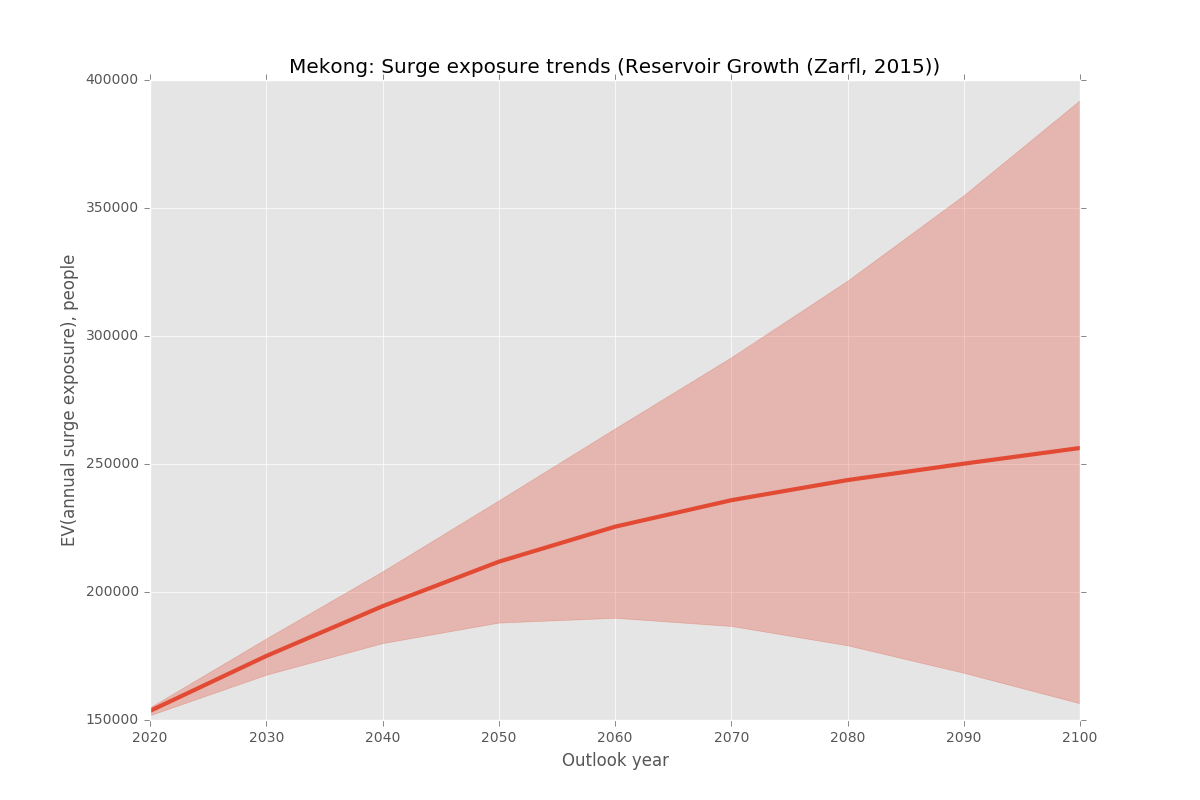 Mekong: Surge exposure trends (Reservoir Growth (Zarfl, 2015))
400000
350000
300000
250000
200000
150000
EV(annual surge exposure), people
2020 2030 2040 2050 2060 2070 2080 2090 2100
Outlook year